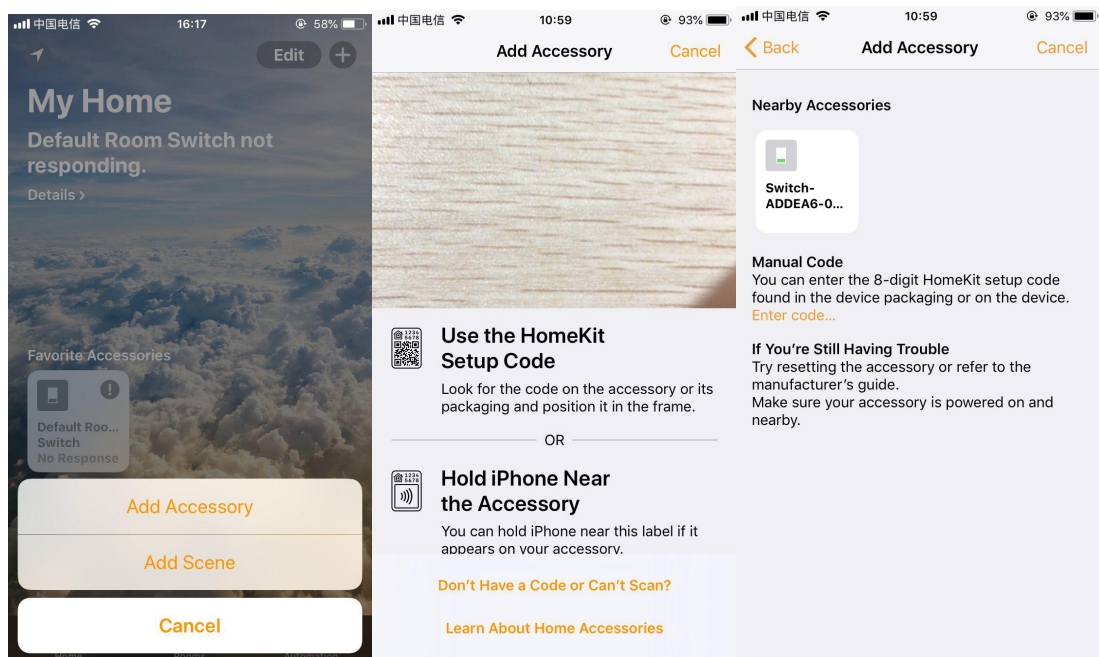 中国电信
16:17
58%
Edit
My Home
Default Room Switch not
responding.
Details >
Favorite Accessories
Default Roo...
Switch
No Response
Add Accessory
Add Scene
Cancel
Home
Rooms
Automation
中国电信
10:59
93%
Add Accessory
Cancel
1234
5678
Use the HomeKit
Setup Code
Look for the code on the accessory or its
packaging and position it in the frame.
OR
1234
5678
Hold iPhone Near
the Accessory
You can hold iPhone near this label if it
appears on your accessory.
Don't Have a Code or Can't Scan?
Learn About Home Accessories
中国电信
10:59
93%
Back
Add Accessory
Cancel
Nearby Accessories
Switch-
ADDEA6-0...
Manual Code
You can enter the 8-digit HomeKit setup code
found in the device packaging or on the device.
Enter code...
If You're Still Having Trouble
Try resetting the accessory or refer to the
manufacturer's guide.
Make sure your accessory is powered on and
nearby.